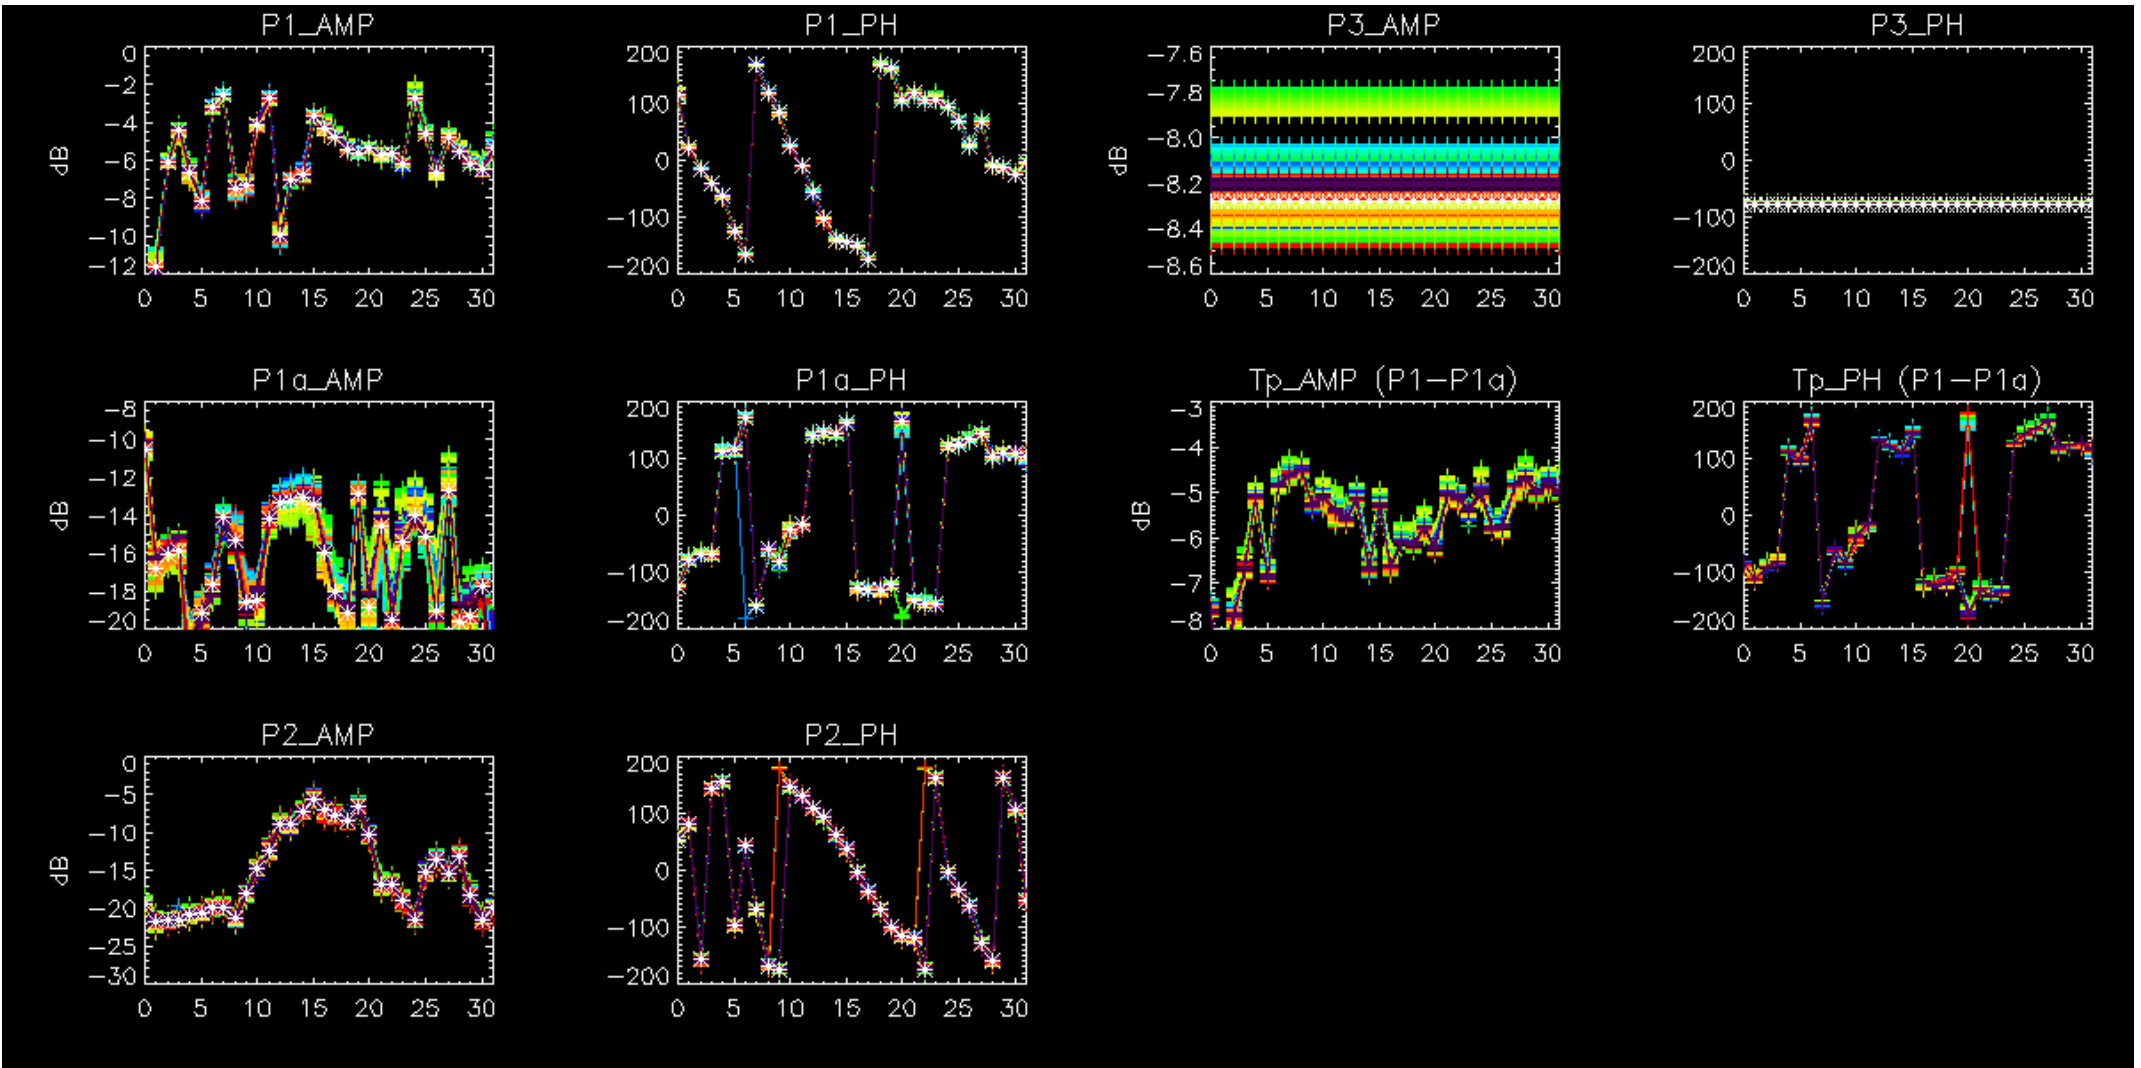 P1_AMP
P1_PH
P3_AMP
P3_PH
dB
0
-2
-4
-6
-8
-10
-12
0 5 10 15 20 25 30
200
100
0
-100
-200
0 5 10 15 20 25 30
dB
-7.6
-7.8
-8.0
-8.2
-8.4
-8.6
0 5 10 15 20 25 30
200
100
0
-100
-200
0 5 10 15 20 25 30
P1a_AMP
P1a_PH
Tp_AMP (P1-P1a)
Tp_PH (P1-P1a)
dB
-8
-10
-12
-14
-16
-18
-20
0 5 10 15 20 25 30
200
100
0
-100
-200
0 5 10 15 20 25 30
dB
-3
-4
-5
-6
-7
-8
0 5 10 15 20 25 30
200
100
0
-100
-200
0 5 10 15 20 25 30
P2_AMP
P2_PH
dB
0
-5
-10
-15
-20
-25
-30
0 5 10 15 20 25 30
200
100
0
-100
-200
0 5 10 15 20 25 30